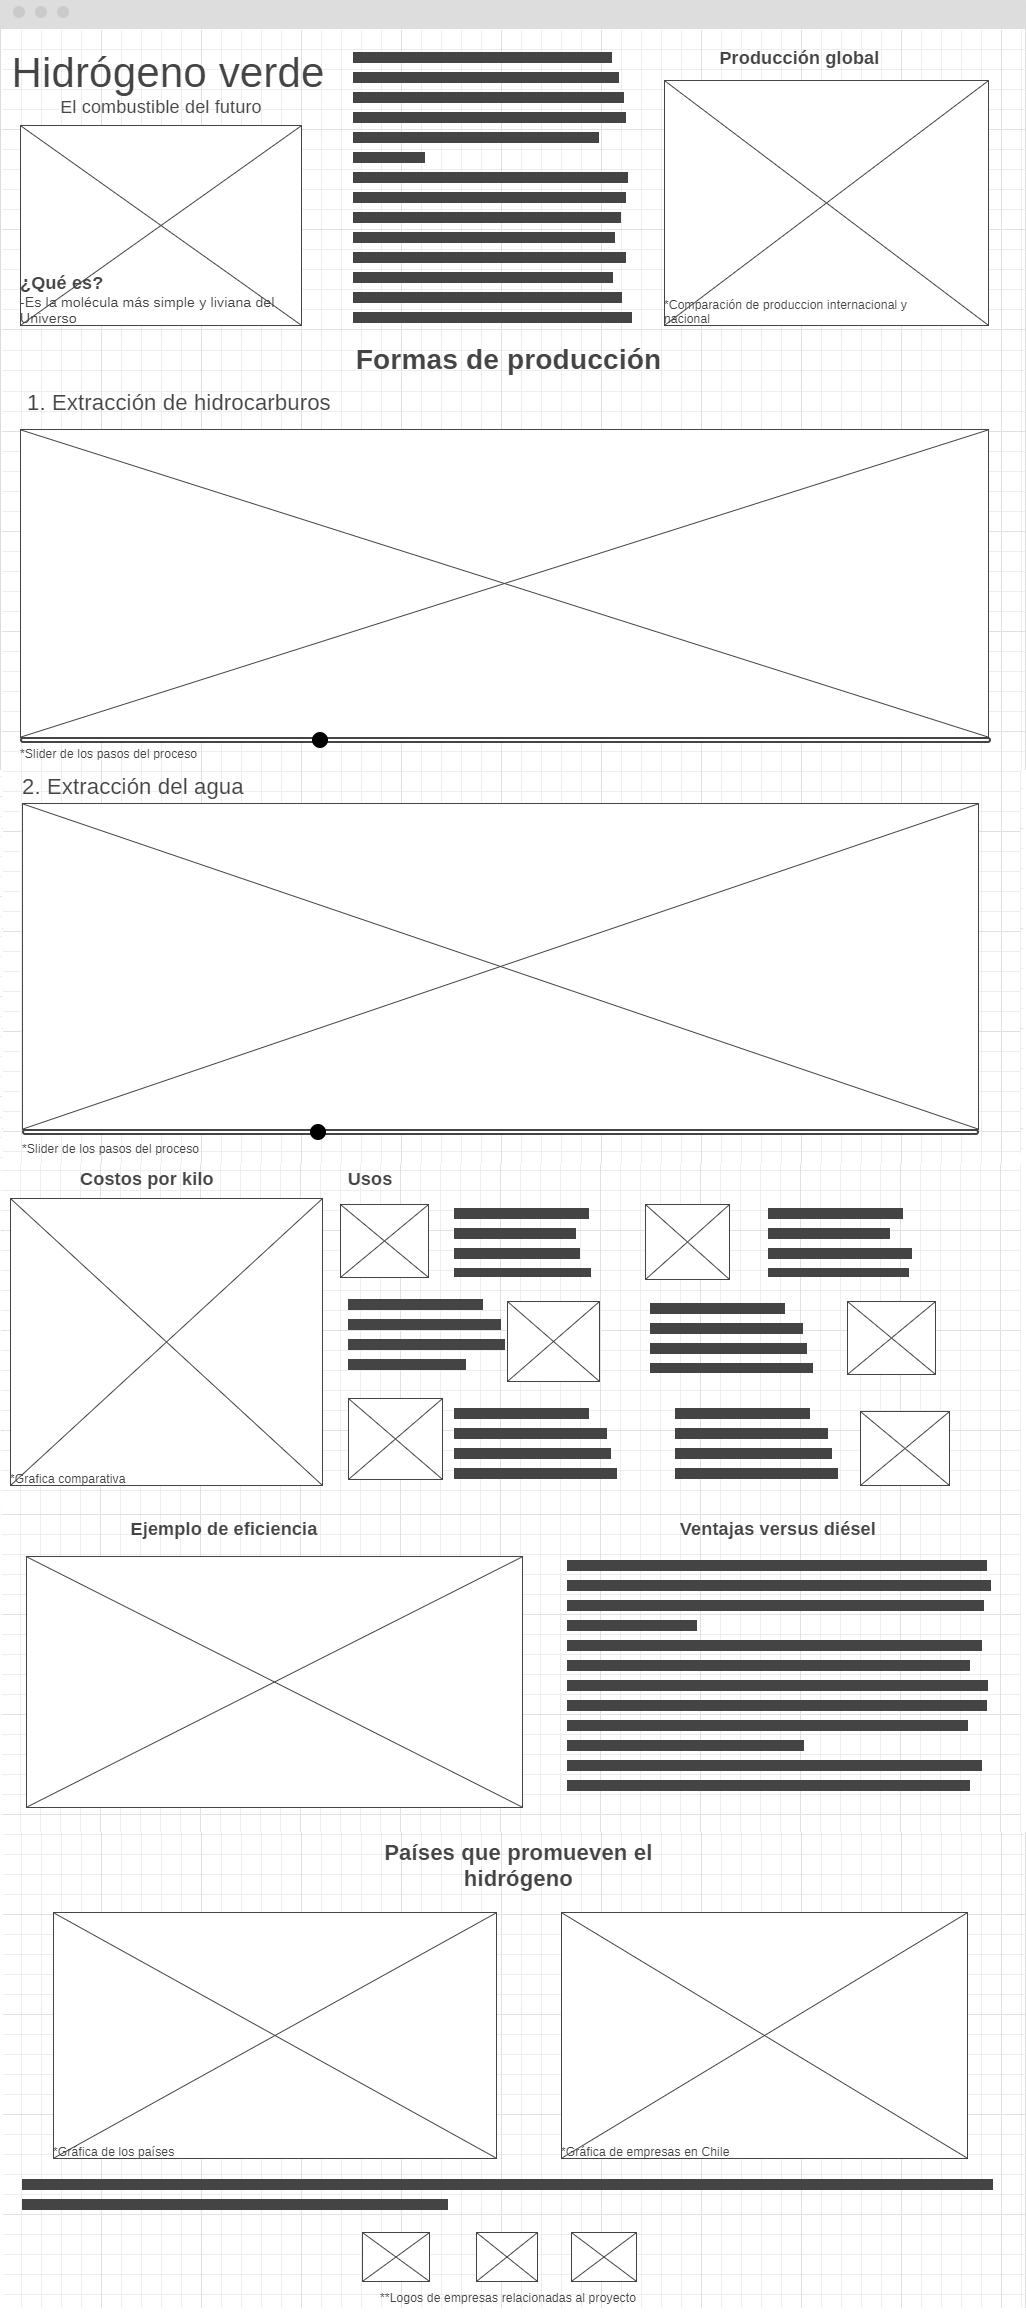 Hidrógeno verde
El combustible del futuro
¿Qué es?
-Es la molécula más simple y liviana del
Universo
Producción global
*Comparación de produccion internacional y
nacional
Formas de producción
1. Extracción de hidrocarburos
*Slider de los pasos del proceso
2. Extracción del agua
*Slider de los pasos del proceso
Costos por kilo
*Grafica comparativa
Usos
Ejemplo de eficiencia
Ventajas versus diésel
Países que promueven el
hidrógeno
*Gráfica de los países
*Gráfica de empresas en Chile
**Logos de empresas relacionadas al proyecto